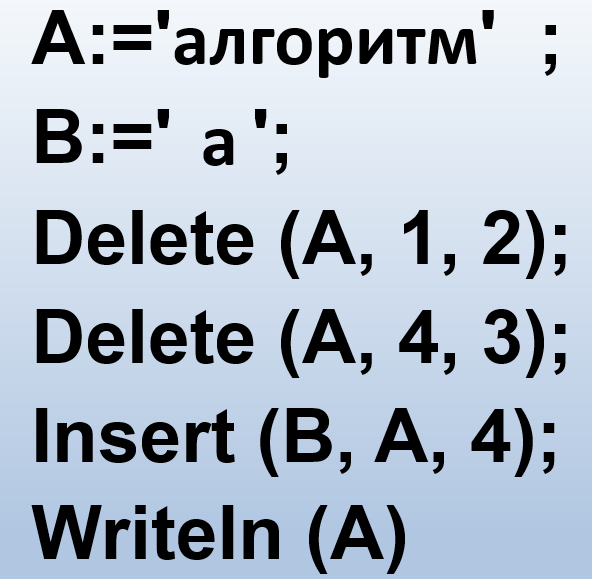 A:='алгоритм' ;
B:=' а ';
Delete (A, 1, 2);
Delete (A, 4, 3);
Insert (B, A, 4);
Writeln (A)